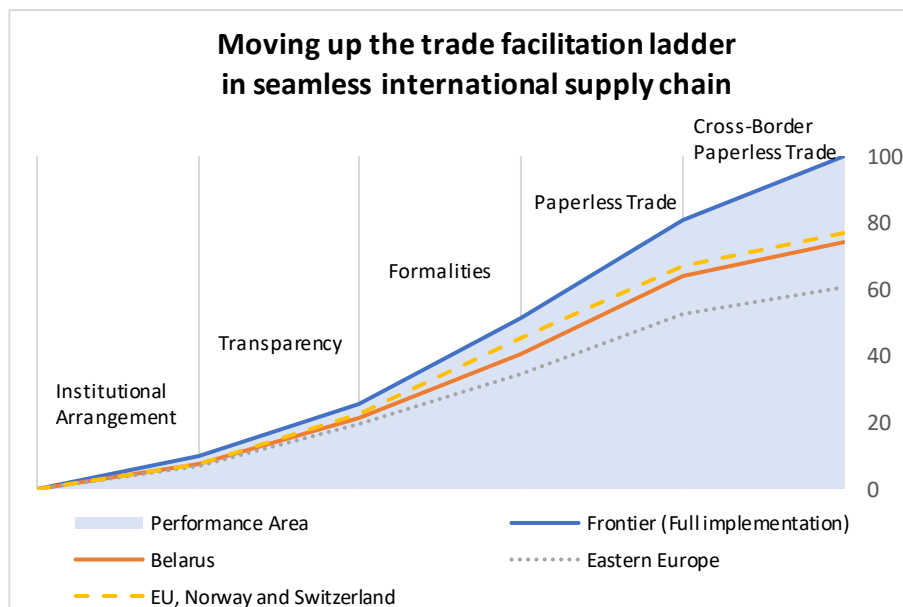 Moving up the trade facilitation ladder
in seamless international supply chain
Cross-Border
Paperless Trade
100
Paperless Trade
80
Formalities
60
Transparency
40
Institutional
Arrangement
20
0
Performance Area
Frontier (Full implementation)
Belarus
Eastern Europe
EU, Norway and Switzerland